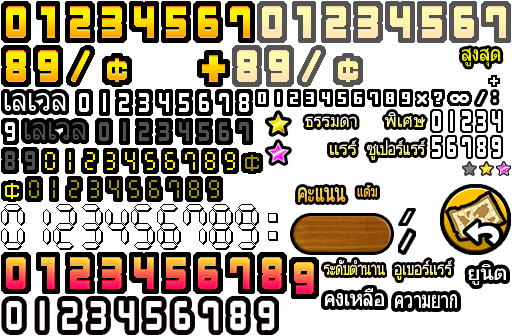 01234567 01234567
89/¢ +89/¢ สูงสุด
+
เลเวล 012345678 0123456789x?∞/:
9 เลเวล 01234567 ธรรมดา พิเศษ 01234
890123456789¢ แรร์ ซูเปอร์แรร์ 56789
¢0123456789
คะแนน แต้ม
0123456789: /
0123456789 ระดับตำนาน อูเบอร์แรร์ ยูนิต
0123456789 คงเหลือ ความยาก